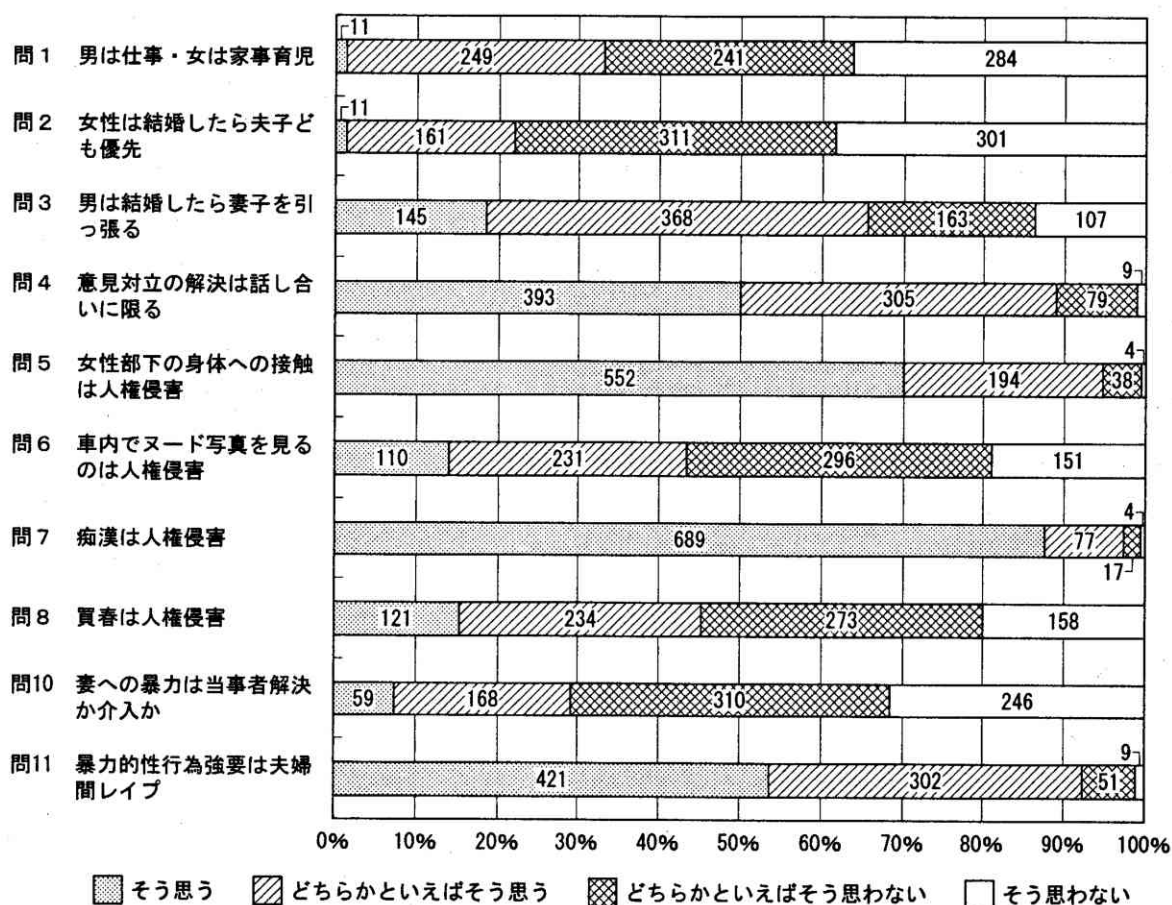 11
問1 男は仕事・女は家事育児 249 241 284
11
問2 女性は結婚したら夫子ど
も優先 161 311 301
問3 男は結婚したら妻子を引
っ張る 145 368 163 107
9
問4 意見対立の解決は話し合
いに限る 393 305 79
4
問5 女性部下の身体への接触
は人権侵害 552 194 38
問6 車内でヌード写真を見る
のは人権侵害 110 231 296 151
4
問7 痴漢は人権侵害 689 77
17
問8 買春は人権侵害 121 234 273 158
問10 妻への暴力は当事者解決
か介入か 59 168 310 246
9
問11 暴力的性行為強要は夫婦
間レイプ 421 302 51
0% 10% 20% 30% 40% 50% 60% 70% 80% 90% 100%
そう思う どちらかといえばそう思う どちらかといえばそう思わない そう思わない